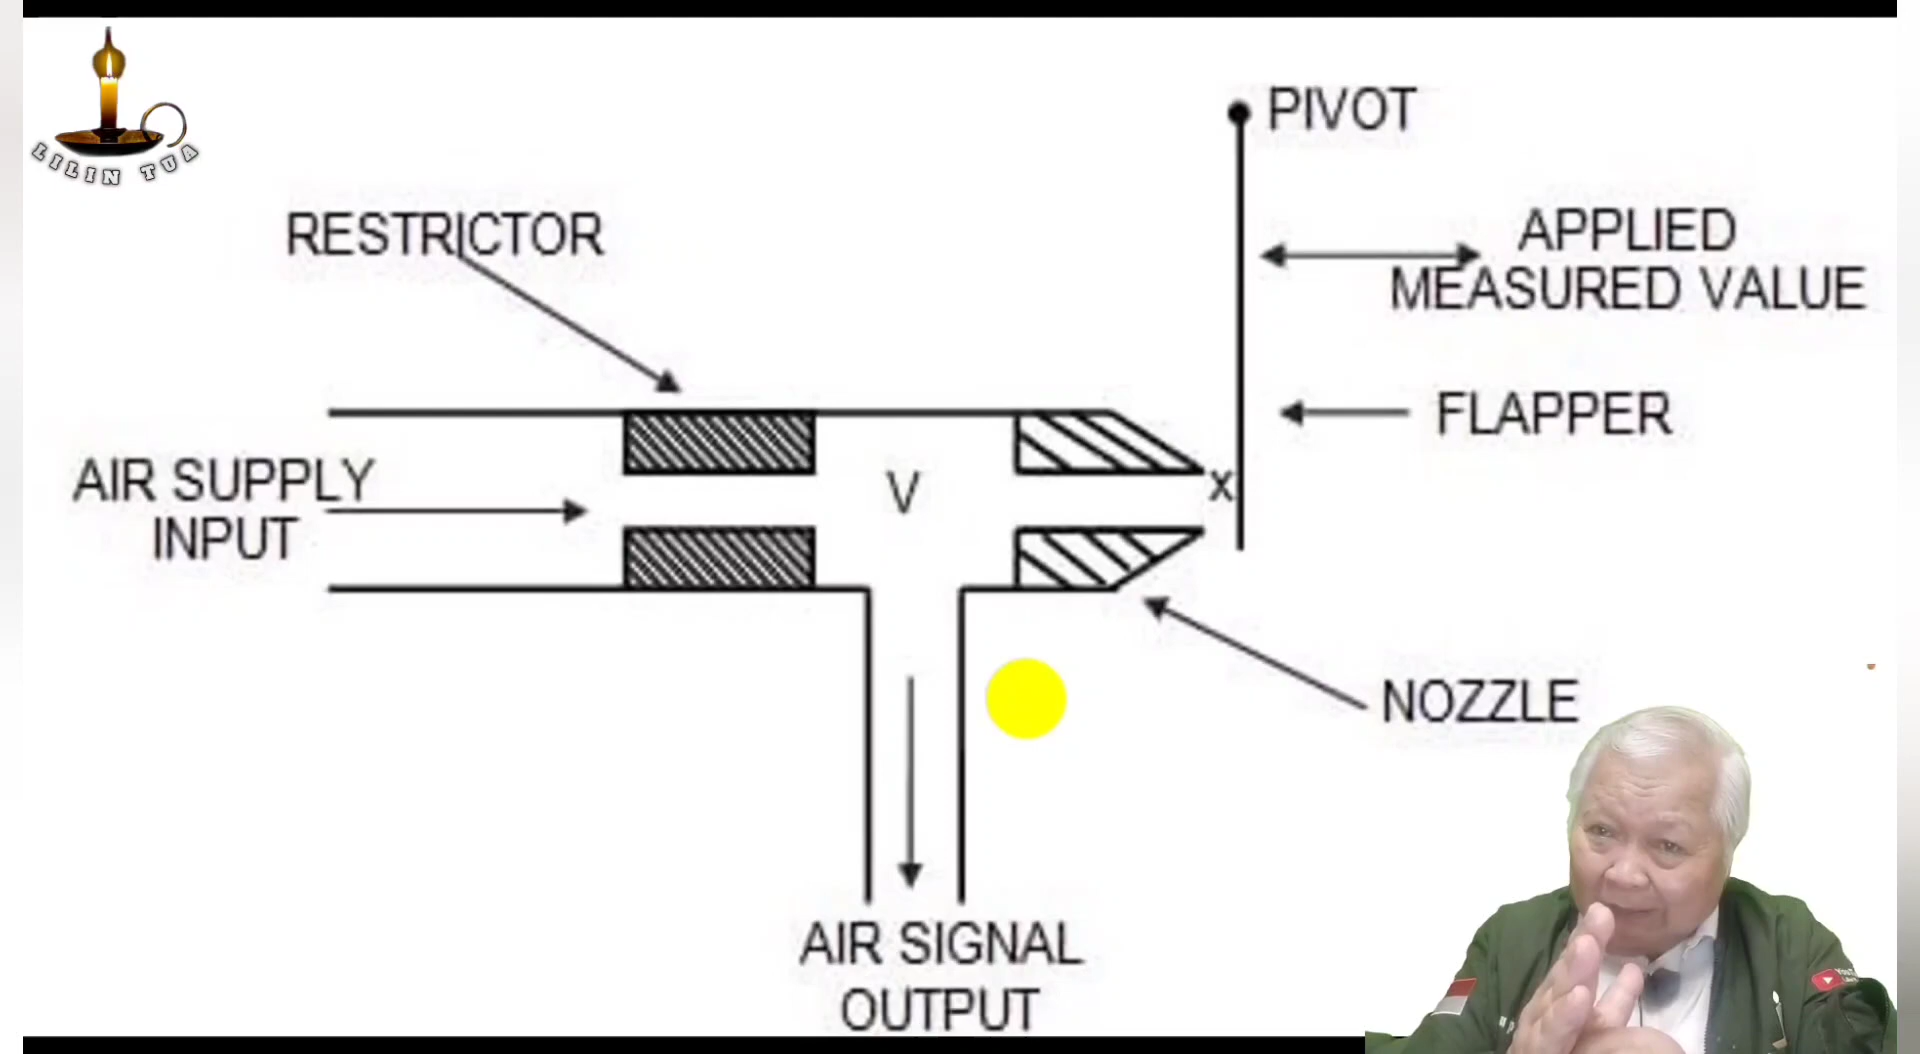 LILIN TUA
PIVOT
RESTRICTOR
APPLIED
MEASURED VALUE
FLAPPER
AIR SUPPLY
INPUT
V
X
NOZZLE
AIR SIGNAL
OUTPUT